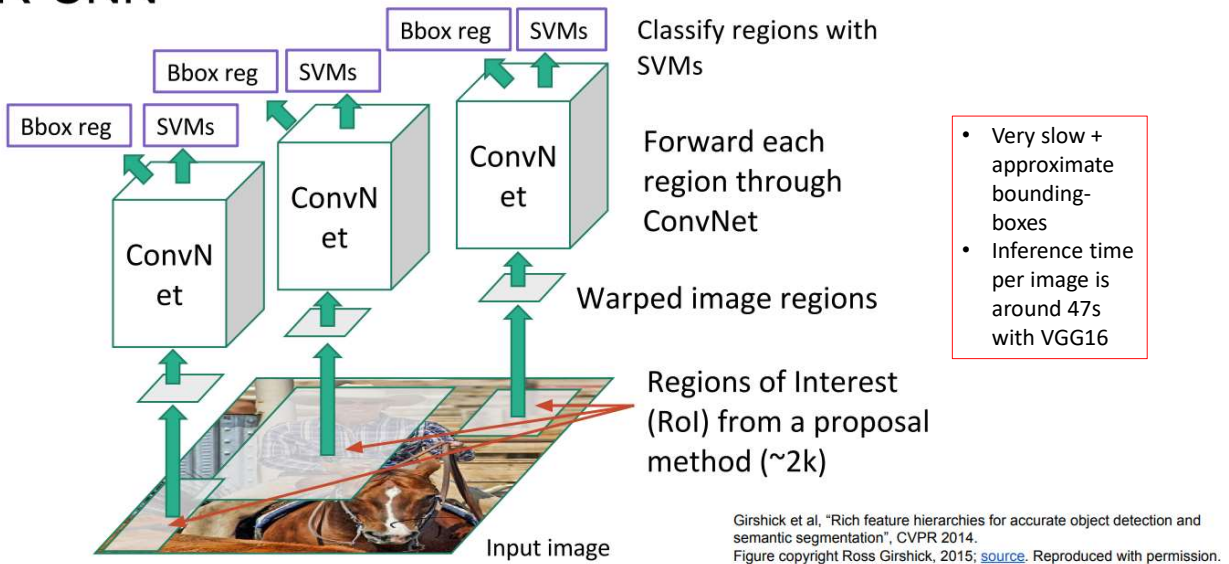 Bbox reg SVMs
Classify regions with
SVMs
Bbox reg SVMs
Bbox reg SVMs
ConvN
et
ConvN
et
ConvN
et
Forward each
region through
ConvNet
Warped image regions
Regions of Interest
(RoI) from a proposal
method (~2k)
Input image
• Very slow +
approximate
bounding-
boxes
• Inference time
per image is
around 47s
with VGG16
Girshick et al, “Rich feature hierarchies for accurate object detection and
semantic segmentation”, CVPR 2014.
Figure copyright Ross Girshick, 2015; source. Reproduced with permission.